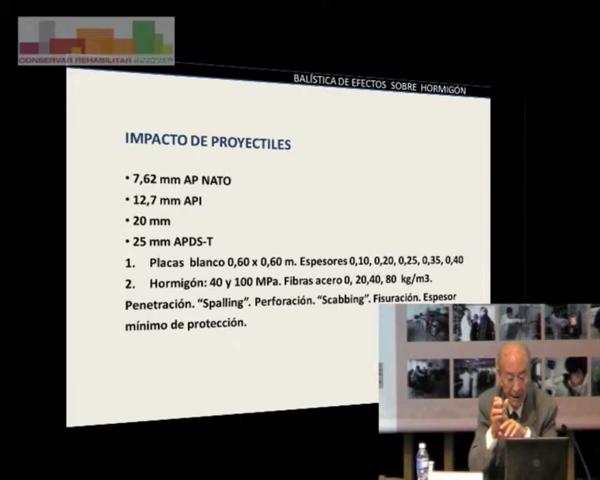 CONSERVAR REHABILITAR INNOVAR
BALÍSTICA DE EFECTOS SOBRE HORMIGÓN
IMPACTO DE PROYECTILES
• 7,62 mm AP NATO
• 12,7 mm API
• 20 mm
• 25 mm APDS-T
1. Placas blanco 0,60 x 0,60 m. Espesores 0,10, 0,20, 0,25, 0,35, 0,40
2. Hormigón: 40 y 100 MPa. Fibras acero 0, 20,40, 80 kg/m3.
Penetración. “Spalling”. Perforación. “Scabbing”. Fisuración. Espesor
mínimo de protección.